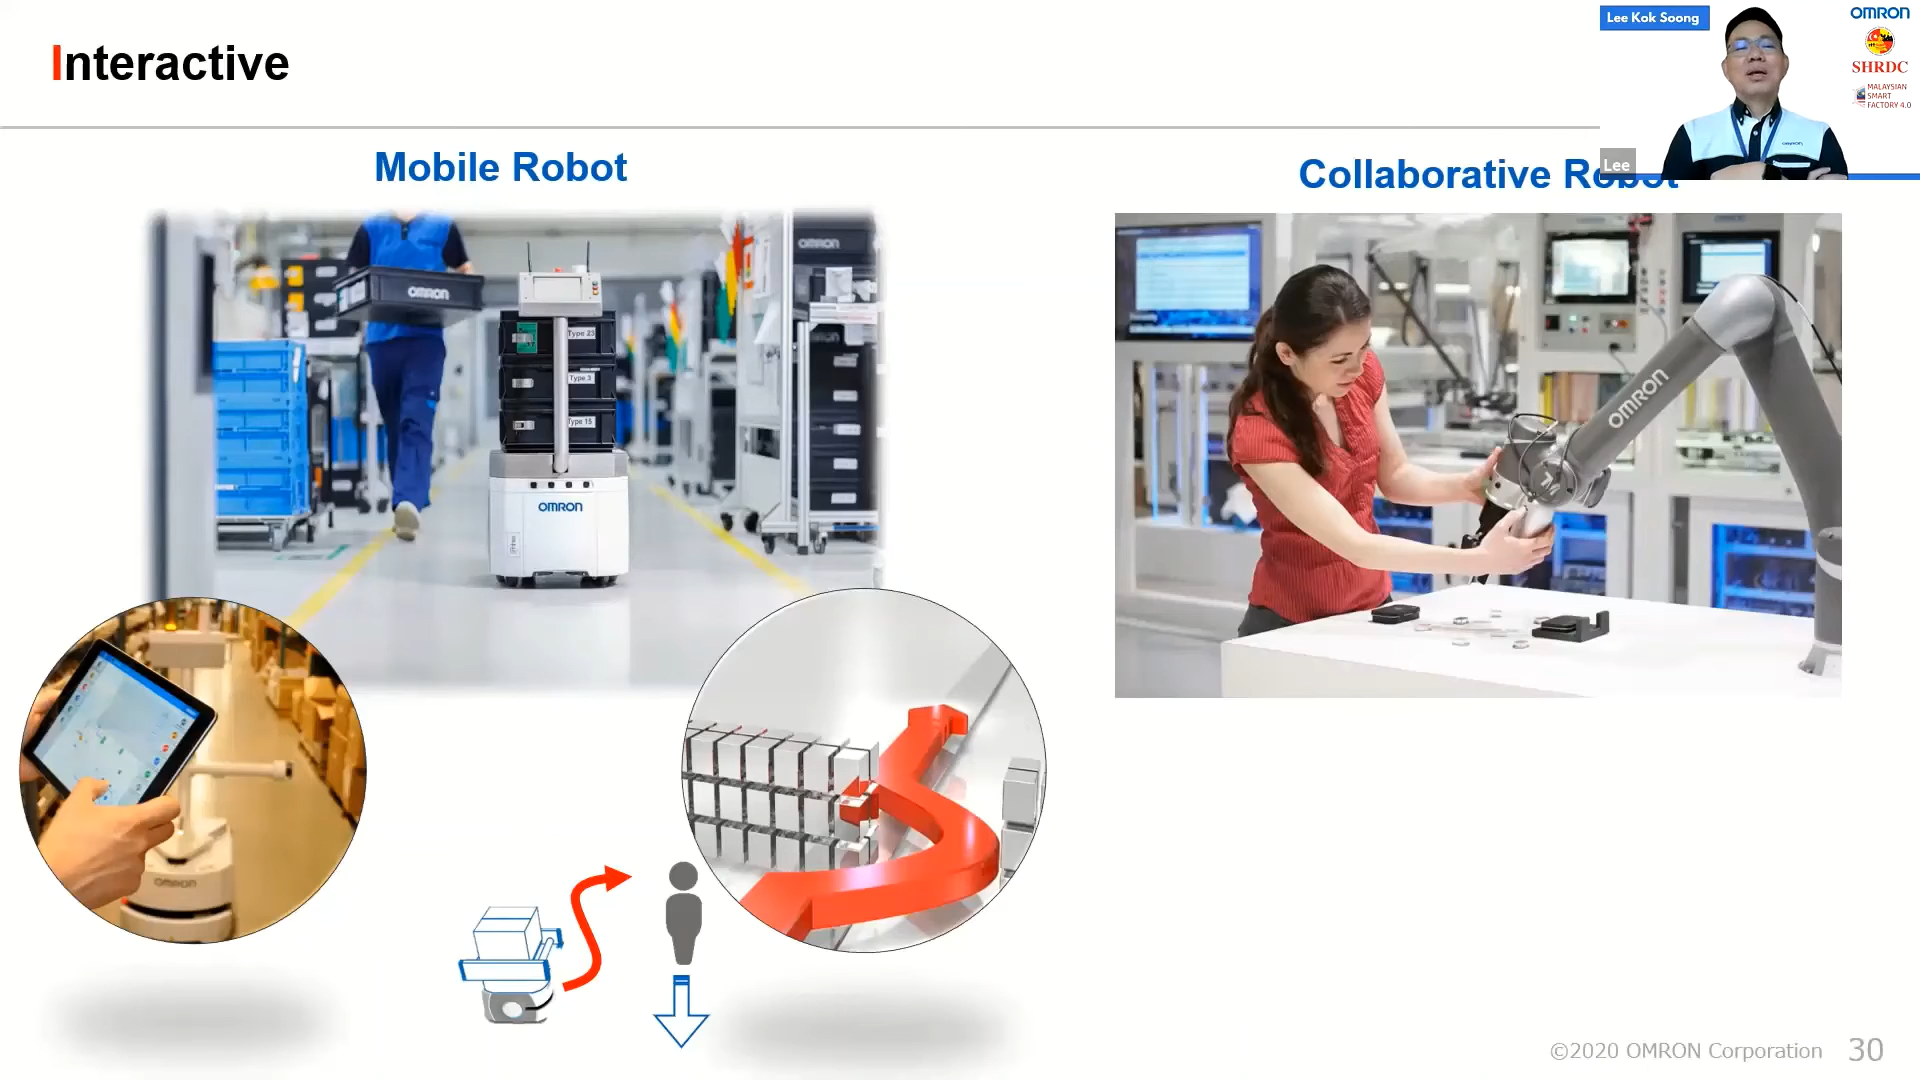 Interactive
Lee Kok Soong
OMRON
SHRDC
MALAYSIAN
SMART
FACTORY 4.0
Lee
Mobile Robot
Collaborative Robot
OMRON
OMRON
Type 23
Type 3
Type 15
OMRON
OMRON
OMRON
©2020 OMRON Corporation
30